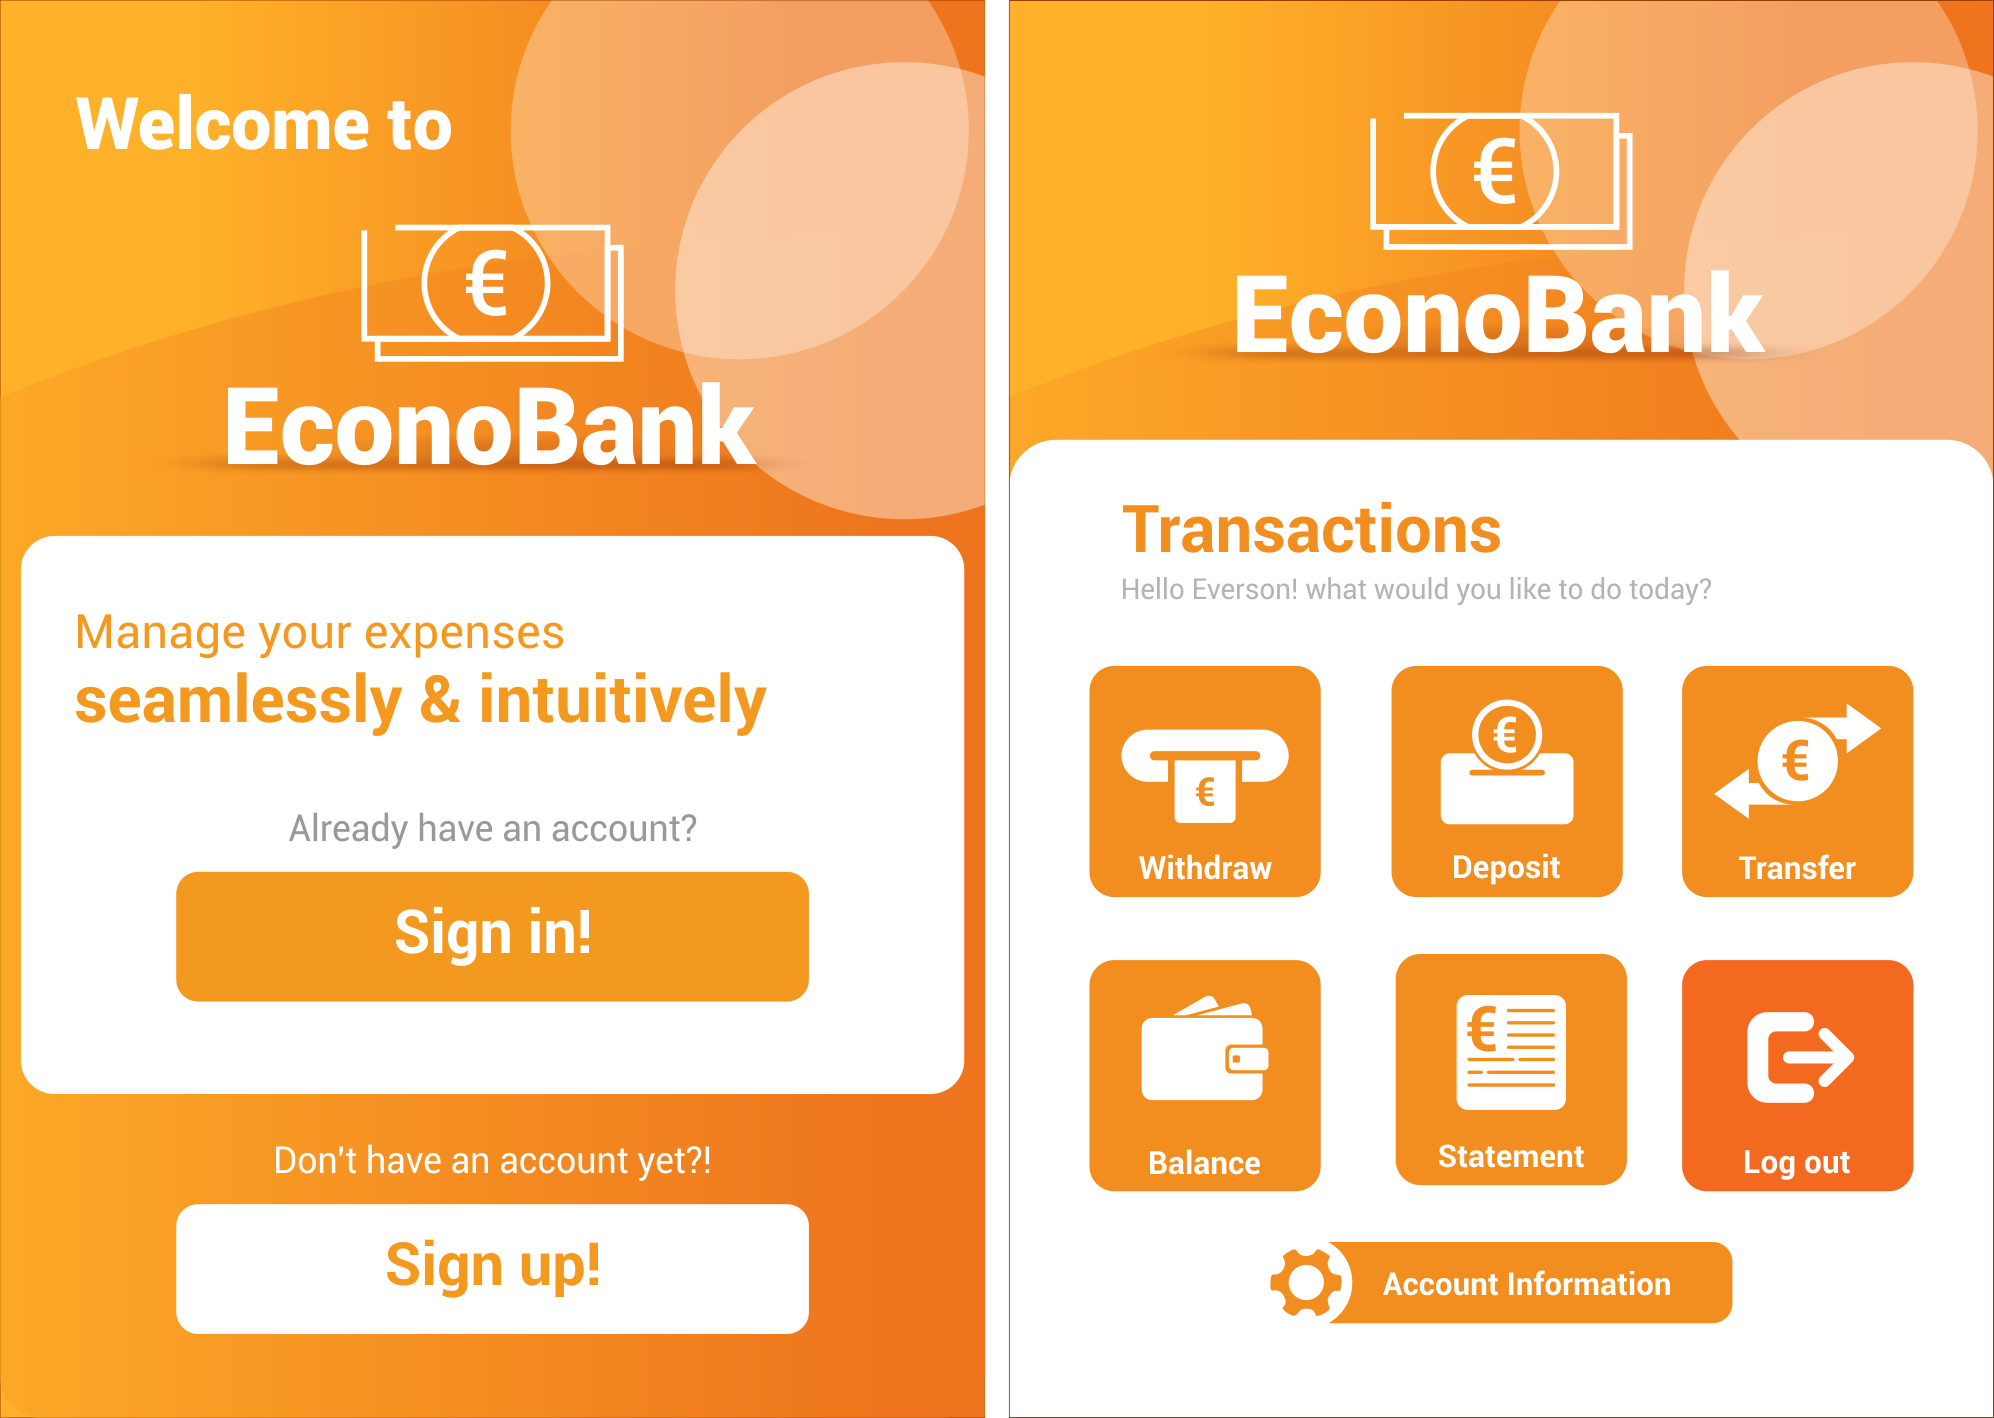 Welcome to
€
EconoBank
Manage your expenses
seamlessly & intuitively
Already have an account?
Sign in!
Don't have an account yet?!
Sign up!
€
EconoBank
Transactions
Hello Everson! what would you like to do today?
€
Withdraw
€
Deposit
€
Transfer
Balance
€
Statement
Log out
Account Information